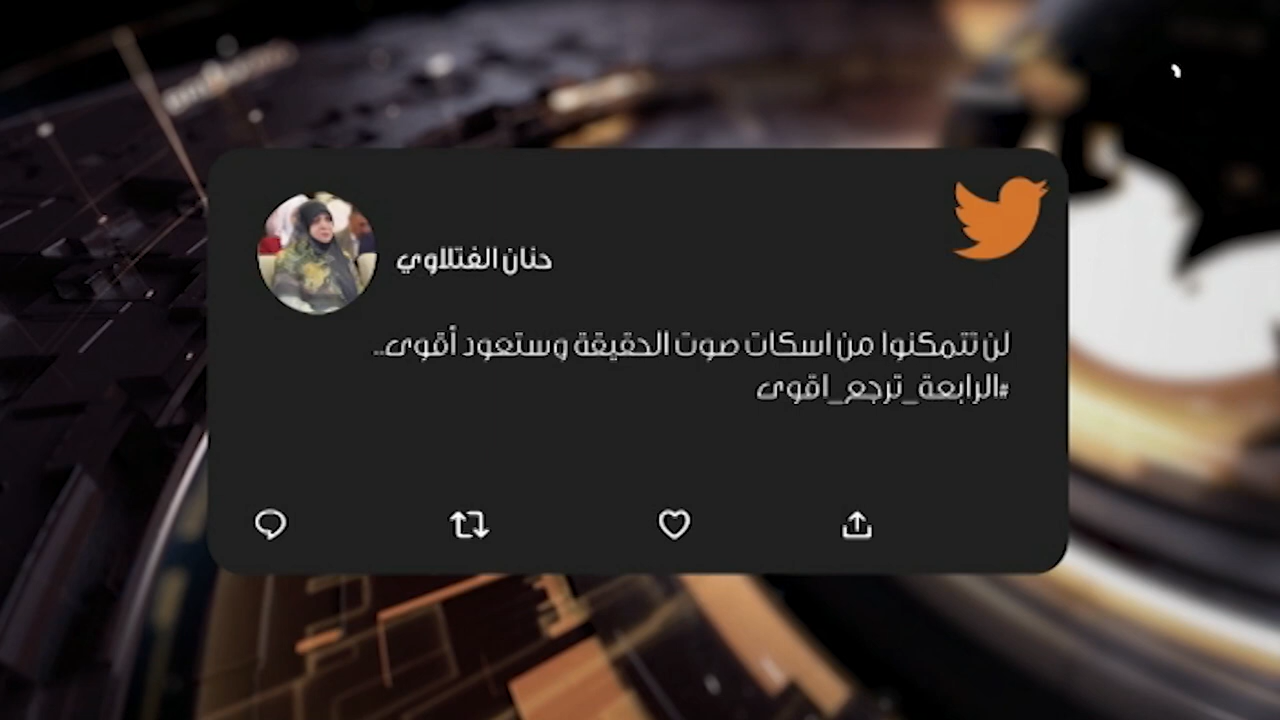 حنان الفتلاوي
لن تتمكنوا من اسكات صوت الحقيقة وستعود أقوى..
#الرابعة_ترجع_اقوى